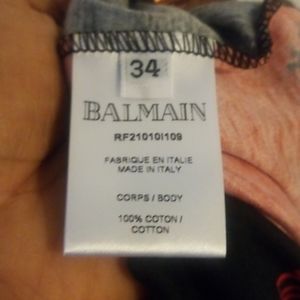 34
BALMAIN
RF21010I109
FABRIQUE EN ITALIE
MADE IN ITALY
CORPS / BODY
100% COTON /
COTTON